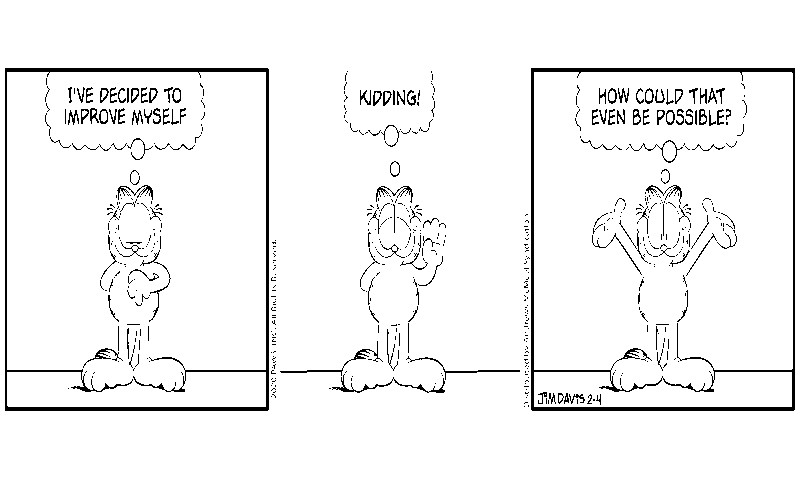 I'VE DECIDED TO
IMPROVE MYSELF
KIDDING!
HOW COULD THAT
EVEN BE POSSIBLE?
JIM DAVIS 2-4